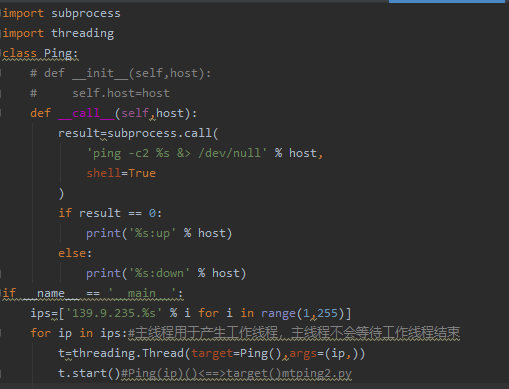 import subprocess
import threading
class Ping:
    # def __init__(self,host):
    #     self.host=host
    def __call__(self,host):
        result=subprocess.call(
            'ping -c2 %s &> /dev/null' % host,
            shell=True
        )
        if result == 0:
            print('%s:up' % host)
        else:
            print('%s:down' % host)
if __name__ == '__main__':
    ips=['139.9.235.%s' % i for i in range(1,255)]
    for ip in ips:#主线程用于产生工作线程，主线程不会等待工作线程结束
        t=threading.Thread(target=Ping(),args=(ip,))
        t.start()#Ping(ip)()<==>target()mtping2.py